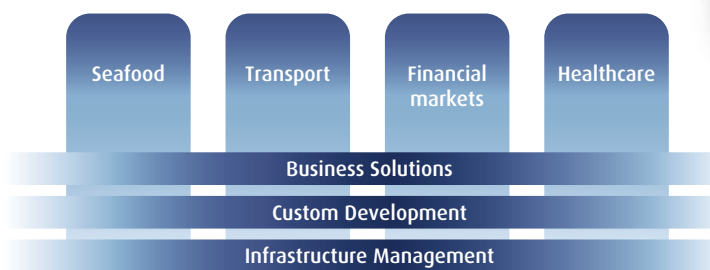 Seafood
Transport
Financial
markets
Healthcare
Business Solutions
Custom Development
Infrastructure Management